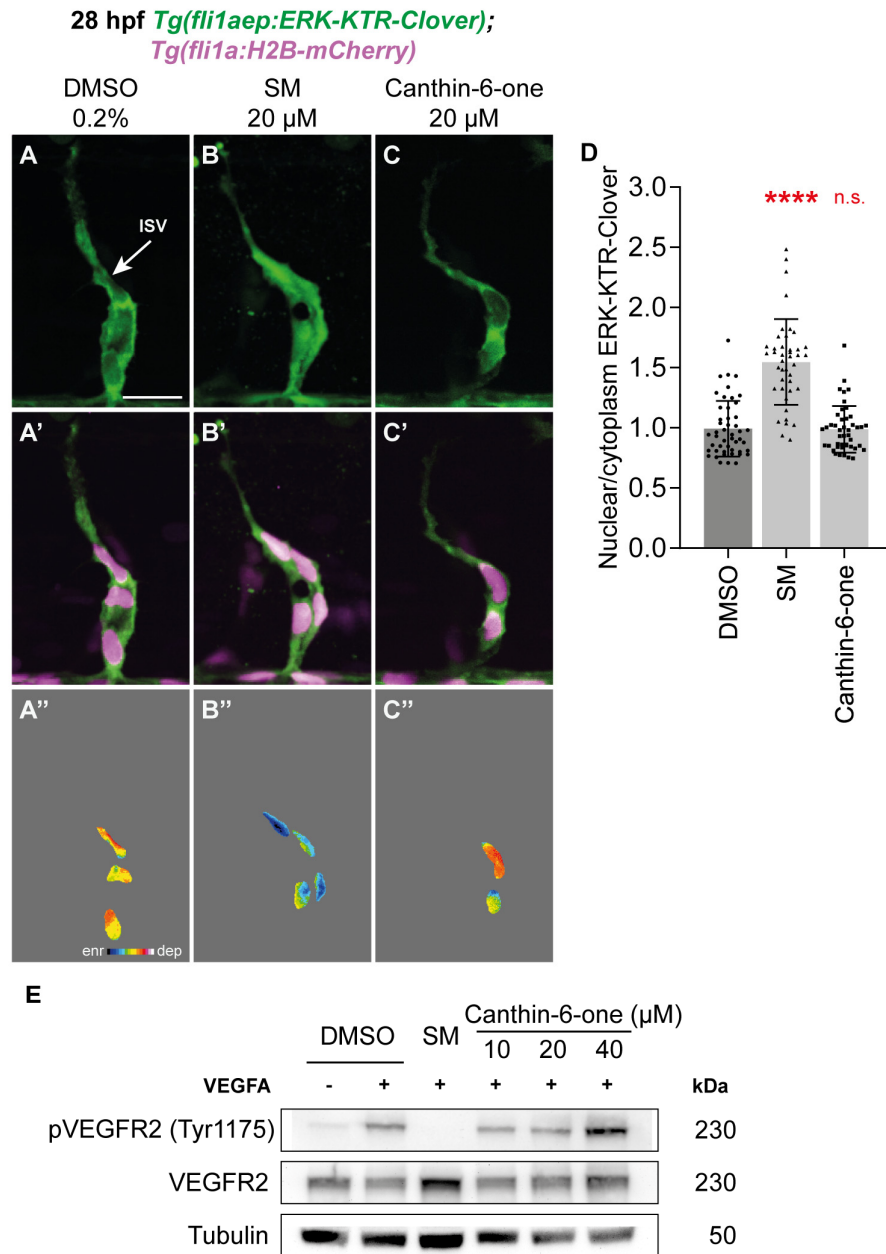 28 hpf Tg(fli1aep:ERK-KTR-Clover);
Tg(fli1a:H2B-mCherry)
DMSO
0.2%
SM
20 µM
Canthin-6-one
20 µM
A
B
C
ISV
A'
B'
C'
A''
B''
C''
enr
dep
D
Nuclear/cytoplasm ERK-KTR-Clover
3.0
2.5
2.0
1.5
1.0
0.5
0.0
****
n.s.
DMSO
SM
Canthin-6-one
E
DMSO
SM
Canthin-6-one (µM)
10
20
40
VEGFA
-
+
+
+
+
+
kDa
pVEGFR2 (Tyr1175)
230
VEGFR2
230
Tubulin
50